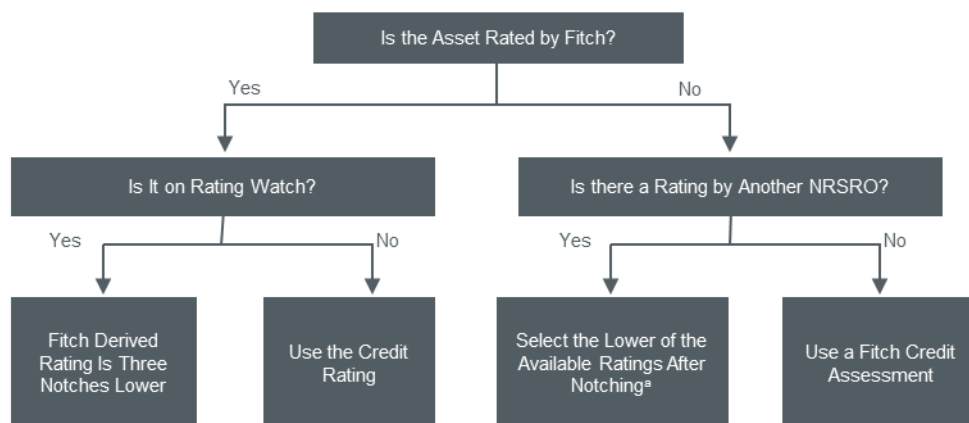 Is the Asset Rated by Fitch?
Yes
No
Is It on Rating Watch?
Is there a Rating by Another NRSRO?
Yes
No
Yes
No
Fitch Derived
Rating Is Three
Notches Lower
Use the Credit
Rating
Select the Lower of the
Available Ratings After
Notchingª
Use a Fitch Credit
Assessment